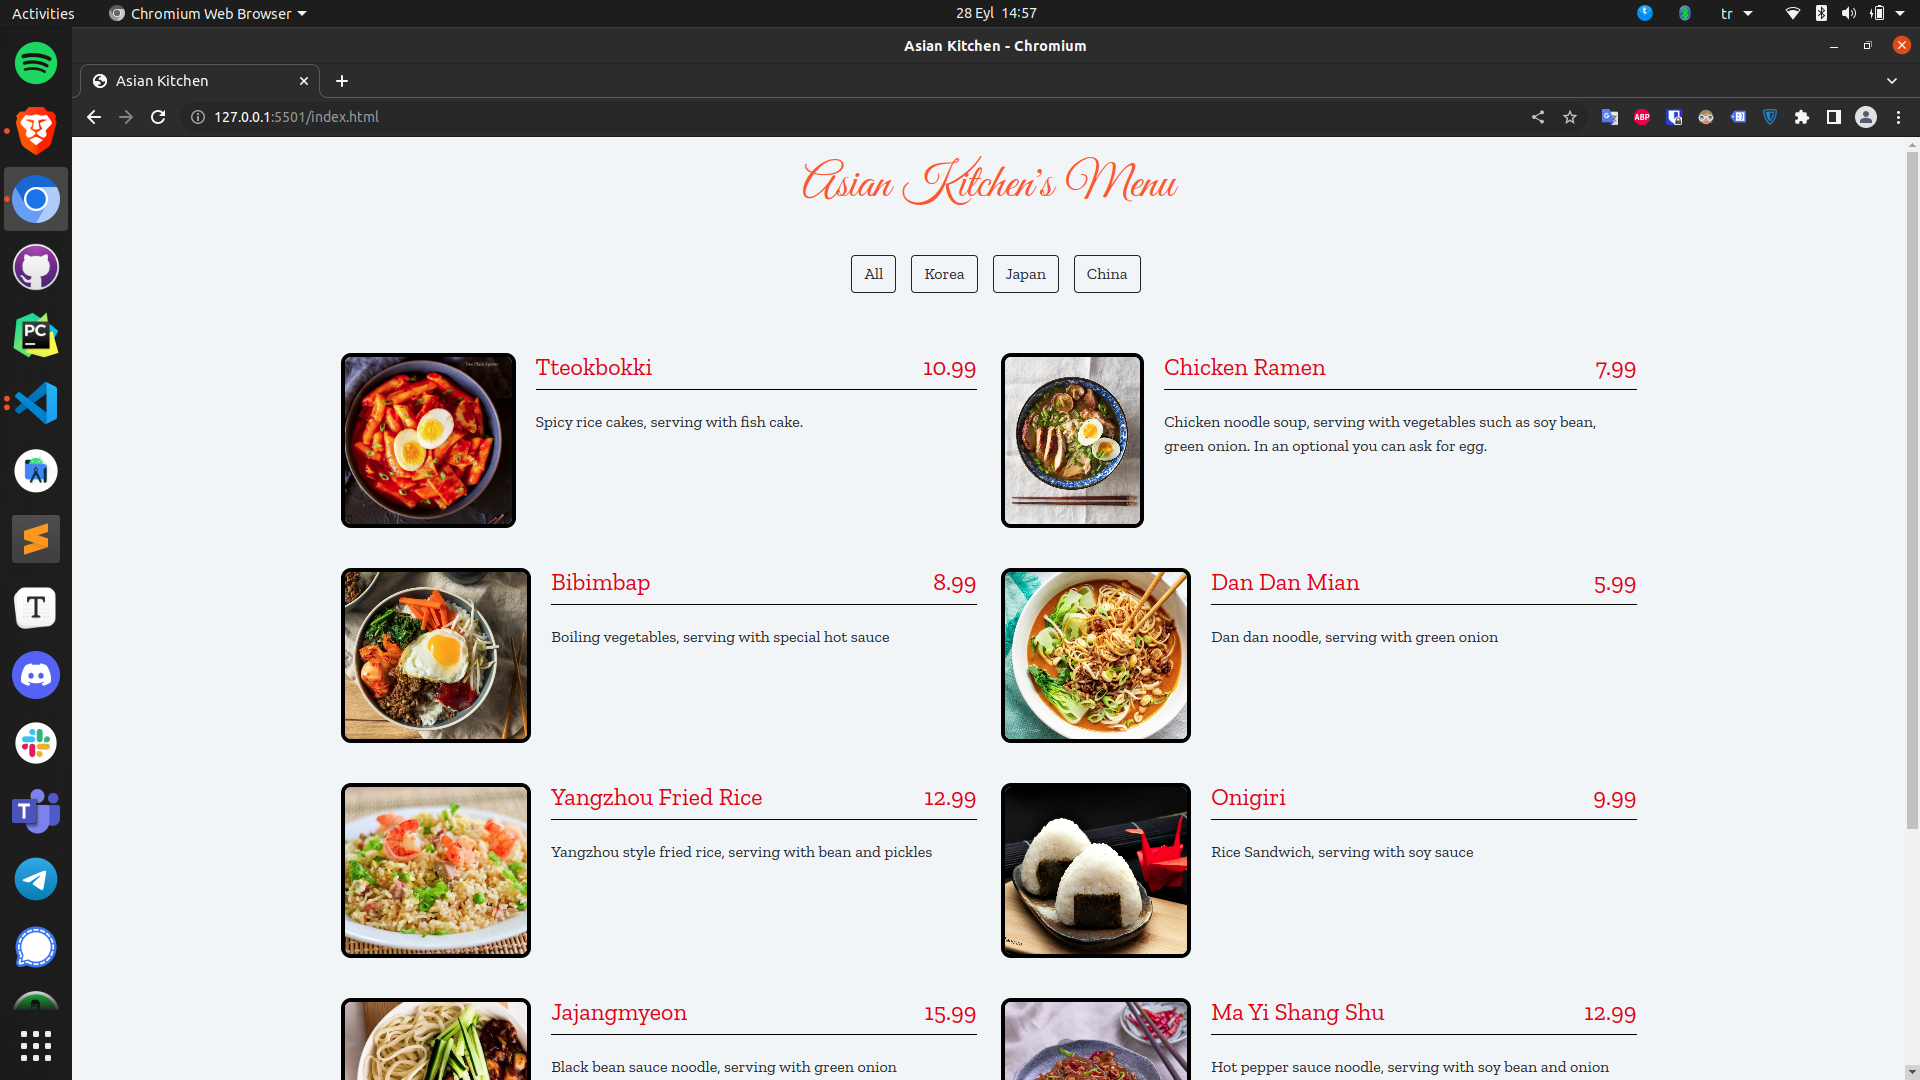 Activities
Chromium Web Browser
28 Eyl 14:57
tr
Asian Kitchen - Chromium
Asian Kitchen
127.0.0.1:5501/index.html
ABP
Asian Kitchen's Menu
All
Korea
Japan
China
Tteokbokki 10.99
Spicy rice cakes, serving with fish cake.
Chicken Ramen 7.99
Chicken noodle soup, serving with vegetables such as soy bean,
green onion. In an optional you can ask for egg.
Bibimbap 8.99
Boiling vegetables, serving with special hot sauce
Dan Dan Mian 5.99
Dan dan noodle, serving with green onion
Yangzhou Fried Rice 12.99
Yangzhou style fried rice, serving with bean and pickles
Onigiri 9.99
Rice Sandwich, serving with soy sauce
Jajangmyeon 15.99
Black bean sauce noodle, serving with green onion
Ma Yi Shang Shu 12.99
Hot pepper sauce noodle, serving with soy bean and onion
PC
T
T